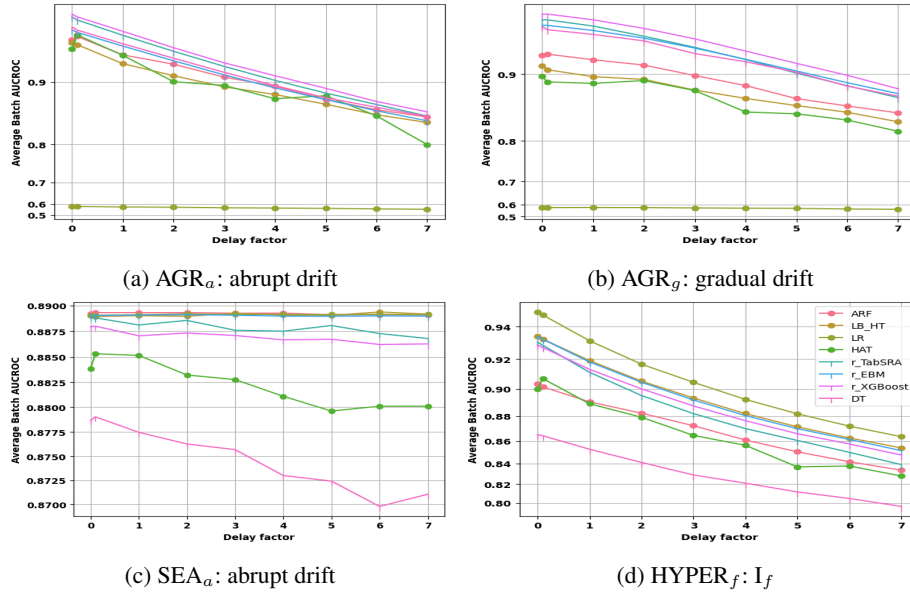 Average Batch AUCROC
0.9
0.8
0.7
0.6
0.5
0 1 2 3 4 5 6 7
Delay factor
(a) AGRa: abrupt drift
Average Batch AUCROC
0.9
0.8
0.7
0.6
0.5
0 1 2 3 4 5 6 7
Delay factor
(b) AGRg: gradual drift
Average Batch AUCROC
0.8900
0.8875
0.8850
0.8825
0.8800
0.8775
0.8750
0.8725
0.8700
0 1 2 3 4 5 6 7
Delay factor
(c) SEAa: abrupt drift
Average Batch AUCROC
0.94
0.92
0.90
0.88
0.86
0.84
0.82
0.80
ARF
LB_HT
LR
HAT
r_TabSRA
r_EBM
r_XGBoost
DT
0 1 2 3 4 5 6 7
Delay factor
(d) HYPERf: If